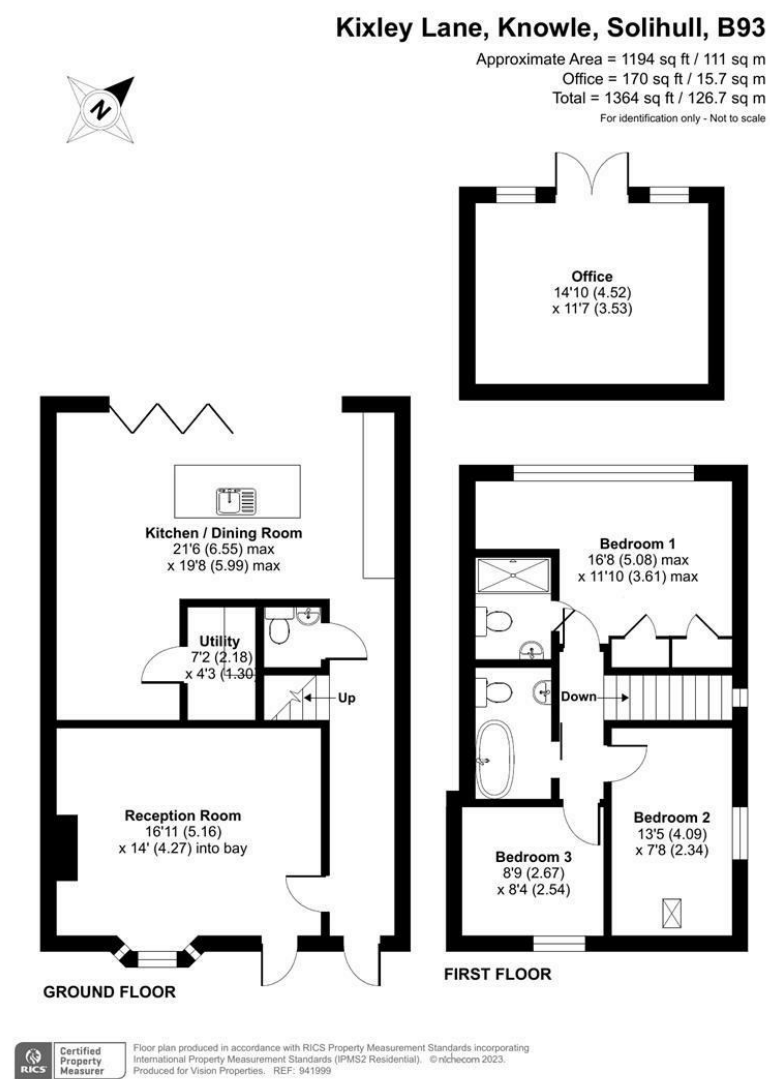 Kixley Lane, Knowle, Solihull, B93
Approximate Area = 1194 sq ft / 111 sq m
Office = 170 sq ft / 15.7 sq m
Total = 1364 sq ft / 126.7 sq m
For identification only - Not to scale
N
Office
14'10 (4.52)
x 11'7 (3.53)
Kitchen / Dining Room
21'6 (6.55) max
x 19'8 (5.99) max
Utility
7'2 (2.18)
x 4'3 (1.30)
Up
Reception Room
16'11 (5.16)
x 14' (4.27) into bay
GROUND FLOOR
Bedroom 1
16'8 (5.08) max
x 11'10 (3.61) max
Down
Bedroom 2
13'5 (4.09)
x 7'8 (2.34)
Bedroom 3
8'9 (2.67)
x 8'4 (2.54)
FIRST FLOOR
RICS
Certified
Property
Measurer
Floor plan produced in accordance with RICS Property Measurement Standards incorporating
International Property Measurement Standards (IPMS2 Residential). © nichecom 2023.
Produced for Vision Properties. REF: 941999